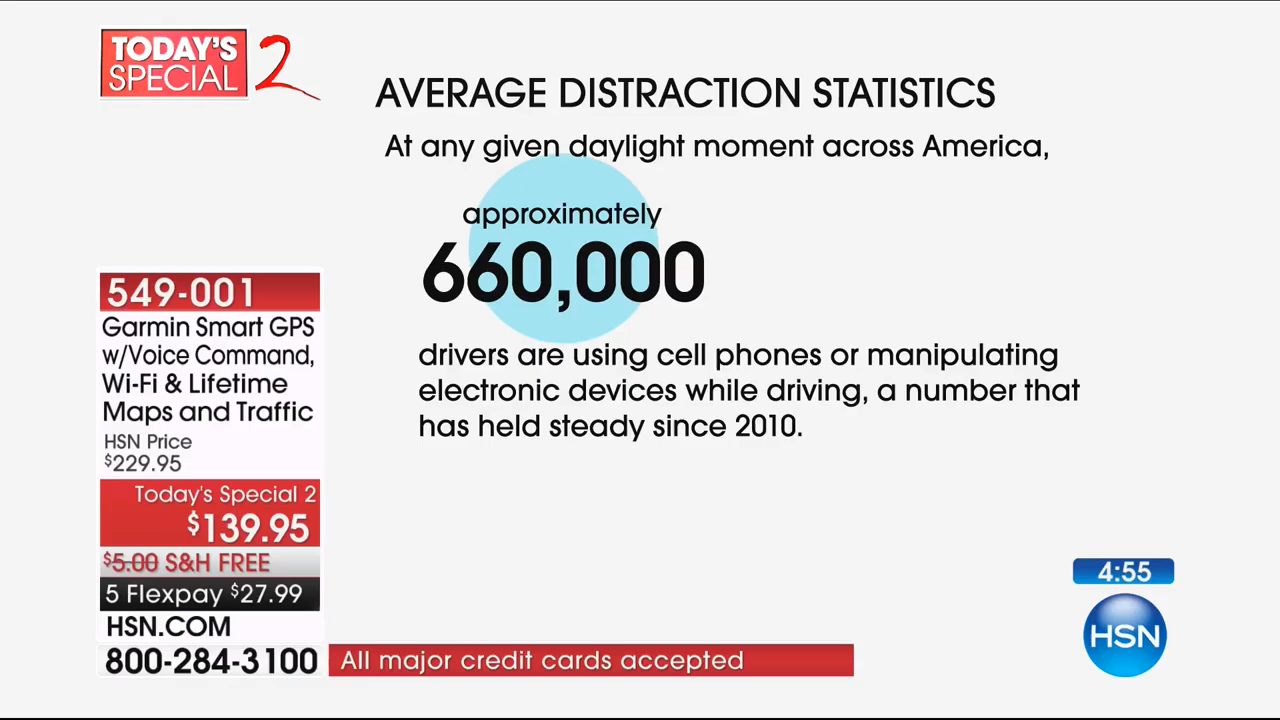 TODAY'S
SPECIAL 2
AVERAGE DISTRACTION STATISTICS
At any given daylight moment across America,
approximately
660,000
drivers are using cell phones or manipulating
electronic devices while driving, a number that
has held steady since 2010.
549-001
Garmin Smart GPS
w/Voice Command,
Wi-Fi & Lifetime
Maps and Traffic
HSN Price
$229.95
Today's Special 2
$139.95
$5.00 S&H FREE
5 Flexpay $27.99
HSN.COM
800-284-3100
All major credit cards accepted
4:55
HSN